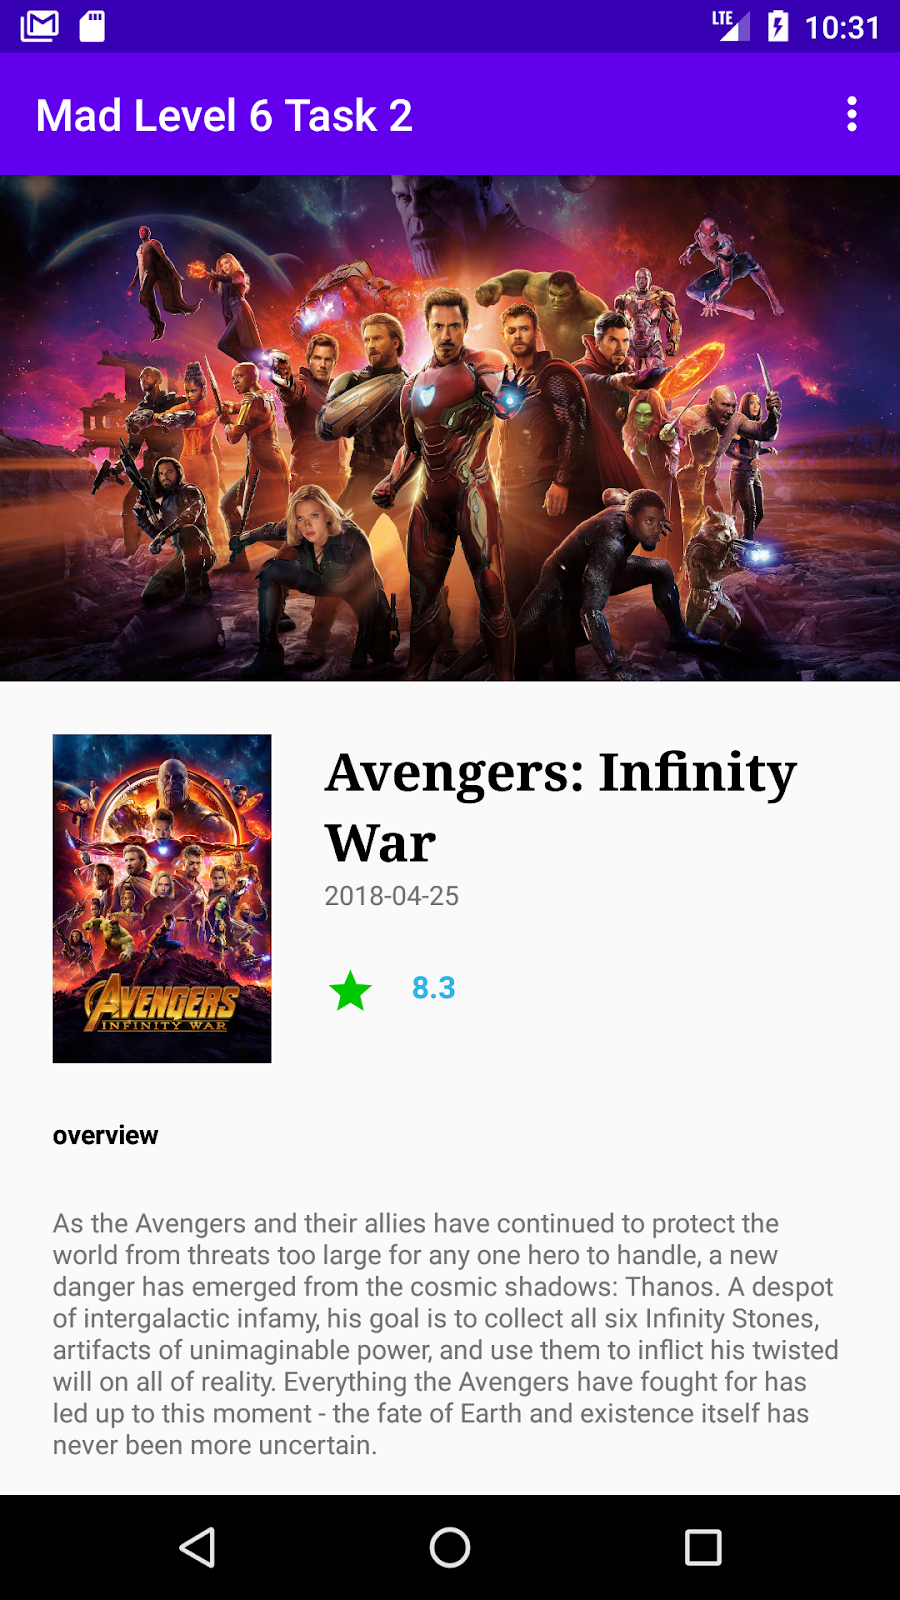 LTE 10:31
Mad Level 6 Task 2
Avengers: Infinity
War
2018-04-25
8.3
AVENGERS
INFINITY WAR
overview
As the Avengers and their allies have continued to protect the
world from threats too large for any one hero to handle, a new
danger has emerged from the cosmic shadows: Thanos. A despot
of intergalactic infamy, his goal is to collect all six Infinity Stones,
artifacts of unimaginable power, and use them to inflict his twisted
will on all of reality. Everything the Avengers have fought for has
led up to this moment - the fate of Earth and existence itself has
never been more uncertain.